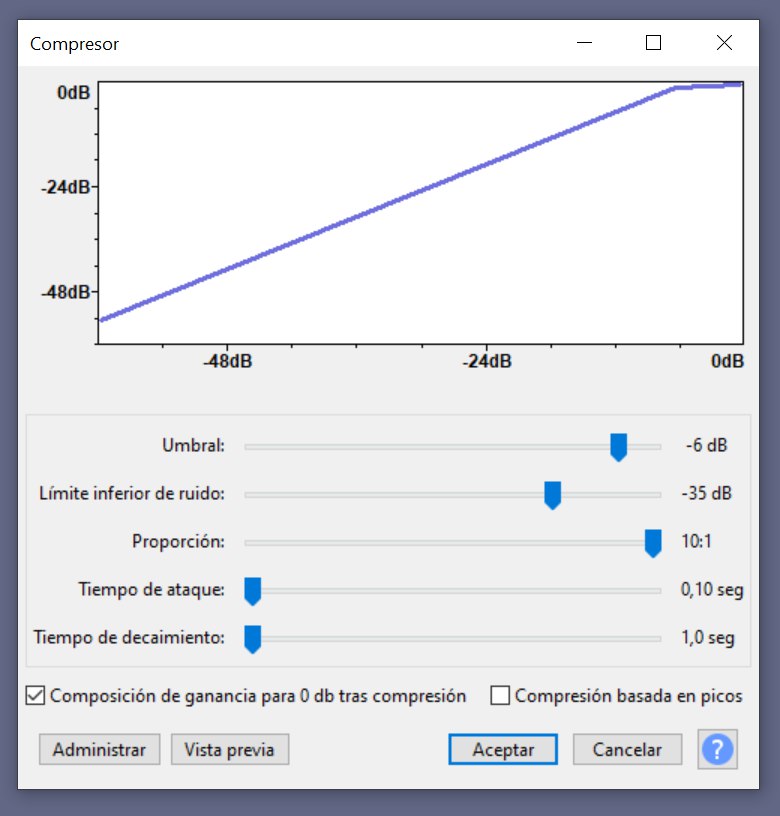 Compresor
0dB
-24dB
-48dB
-48dB -24dB 0dB
Umbral: -6 dB
Límite inferior de ruido: -35 dB
Proporción: 10:1
Tiempo de ataque: 0,10 seg
Tiempo de decaimiento: 1,0 seg
Composición de ganancia para 0 db tras compresión Compresión basada en picos
Administrar Vista previa Aceptar Cancelar ?